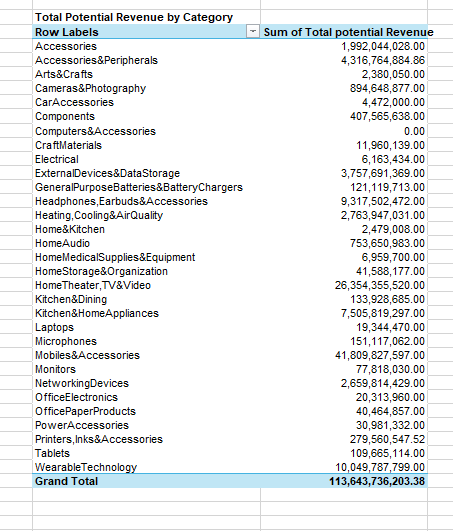 Total Potential Revenue by Category
Row Labels Sum of Total potential Revenue
Accessories 1,992,044,028.00
Accessories&Peripherals 4,316,764,884.86
Arts&Crafts 2,380,050.00
Cameras&Photography 894,648,877.00
CarAccessories 4,472,000.00
Components 407,565,638.00
Computers&Accessories 0.00
CraftMaterials 11,960,139.00
Electrical 6,163,434.00
ExternalDevices&DataStorage 3,757,691,369.00
GeneralPurposeBatteries&BatteryChargers 121,119,713.00
Headphones,Earbuds&Accessories 9,317,502,472.00
Heating,Cooling&AirQuality 2,763,947,031.00
Home&Kitchen 2,479,008.00
HomeAudio 753,650,983.00
HomeMedicalSupplies&Equipment 6,959,700.00
HomeStorage&Organization 41,588,177.00
HomeTheater,TV&Video 26,354,355,520.00
Kitchen&Dining 133,928,685.00
Kitchen&HomeAppliances 7,505,819,297.00
Laptops 19,344,470.00
Microphones 151,117,062.00
Mobiles&Accessories 41,809,827,597.00
Monitors 77,818,030.00
NetworkingDevices 2,659,814,429.00
OfficeElectronics 20,313,960.00
OfficePaperProducts 40,464,857.00
PowerAccessories 30,981,332.00
Printers,Inks&Accessories 279,560,547.52
Tablets 109,665,114.00
WearableTechnology 10,049,787,799.00
Grand Total 113,643,736,203.38